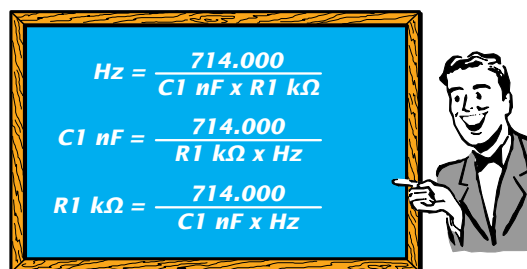 Hz = 714.000 / C1 nF x R1 kΩ
C1 nF = 714.000 / R1 kΩ x Hz
R1 kΩ = 714.000 / C1 nF x Hz